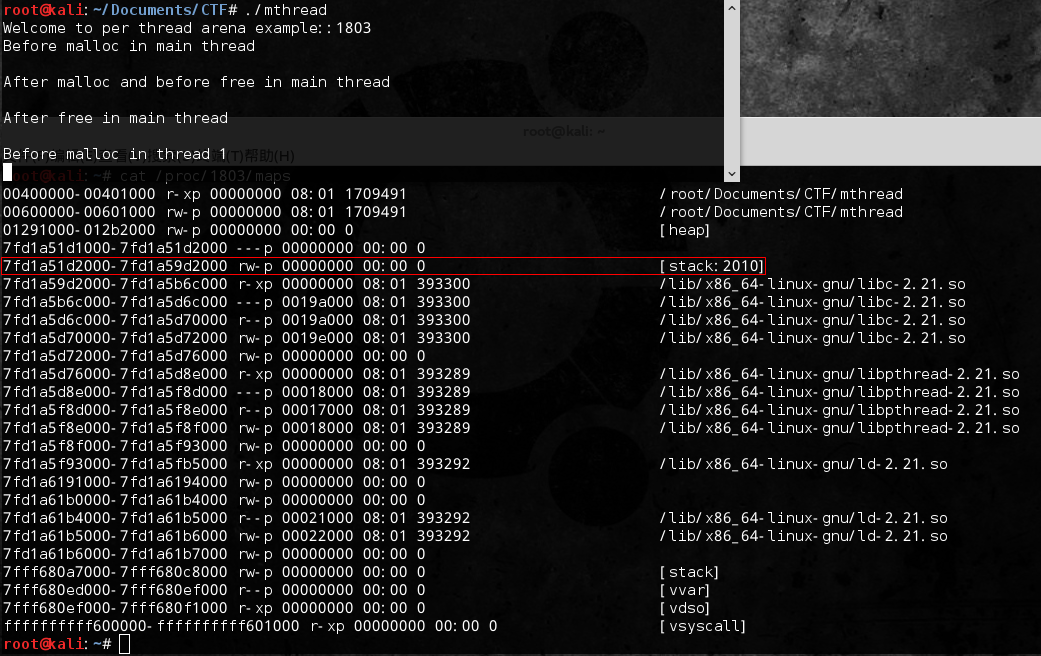 root@kali:~/Documents/CTF# ./mthread
Welcome to per thread arena example::1803
Before malloc in main thread
After malloc and before free in main thread
After free in main thread
root@kali: ~
Before malloc in thread 1
(T)帮助(H)
root@kali:~# cat /proc/1803/maps
00400000-00401000 r-xp 00000000 08:01 1709491 /root/Documents/CTF/mthread
00600000-00601000 rw-p 00000000 08:01 1709491 /root/Documents/CTF/mthread
01291000-012b2000 rw-p 00000000 00:00 0 [heap]
7fd1a51d1000-7fd1a51d2000 ---p 00000000 00:00 0
7fd1a51d2000-7fd1a59d2000 rw-p 00000000 00:00 0 [stack:2010]
7fd1a59d2000-7fd1a5b6c000 r-xp 00000000 08:01 393300 /lib/x86_64-linux-gnu/libc-2.21.so
7fd1a5b6c000-7fd1a5d6c000 ---p 0019a000 08:01 393300 /lib/x86_64-linux-gnu/libc-2.21.so
7fd1a5d6c000-7fd1a5d70000 r--p 0019a000 08:01 393300 /lib/x86_64-linux-gnu/libc-2.21.so
7fd1a5d70000-7fd1a5d72000 rw-p 0019e000 08:01 393300 /lib/x86_64-linux-gnu/libc-2.21.so
7fd1a5d72000-7fd1a5d76000 rw-p 00000000 00:00 0
7fd1a5d76000-7fd1a5d8e000 r-xp 00000000 08:01 393289 /lib/x86_64-linux-gnu/libpthread-2.21.so
7fd1a5d8e000-7fd1a5f8d000 ---p 00018000 08:01 393289 /lib/x86_64-linux-gnu/libpthread-2.21.so
7fd1a5f8d000-7fd1a5f8e000 r--p 00017000 08:01 393289 /lib/x86_64-linux-gnu/libpthread-2.21.so
7fd1a5f8e000-7fd1a5f8f000 rw-p 00018000 08:01 393289 /lib/x86_64-linux-gnu/libpthread-2.21.so
7fd1a5f8f000-7fd1a5f93000 rw-p 00000000 00:00 0
7fd1a5f93000-7fd1a5fb5000 r-xp 00000000 08:01 393292 /lib/x86_64-linux-gnu/ld-2.21.so
7fd1a6191000-7fd1a6194000 rw-p 00000000 00:00 0
7fd1a61b0000-7fd1a61b4000 rw-p 00000000 00:00 0
7fd1a61b4000-7fd1a61b5000 r--p 00021000 08:01 393292 /lib/x86_64-linux-gnu/ld-2.21.so
7fd1a61b5000-7fd1a61b6000 rw-p 00022000 08:01 393292 /lib/x86_64-linux-gnu/ld-2.21.so
7fd1a61b6000-7fd1a61b7000 rw-p 00000000 00:00 0
7fff680a7000-7fff680c8000 rw-p 00000000 00:00 0 [stack]
7fff680ed000-7fff680ef000 r--p 00000000 00:00 0 [vvar]
7fff680ef000-7fff680f1000 r-xp 00000000 00:00 0 [vdso]
ffffffffff600000-ffffffffff601000 r-xp 00000000 00:00 0 [vsyscall]
root@kali:~#